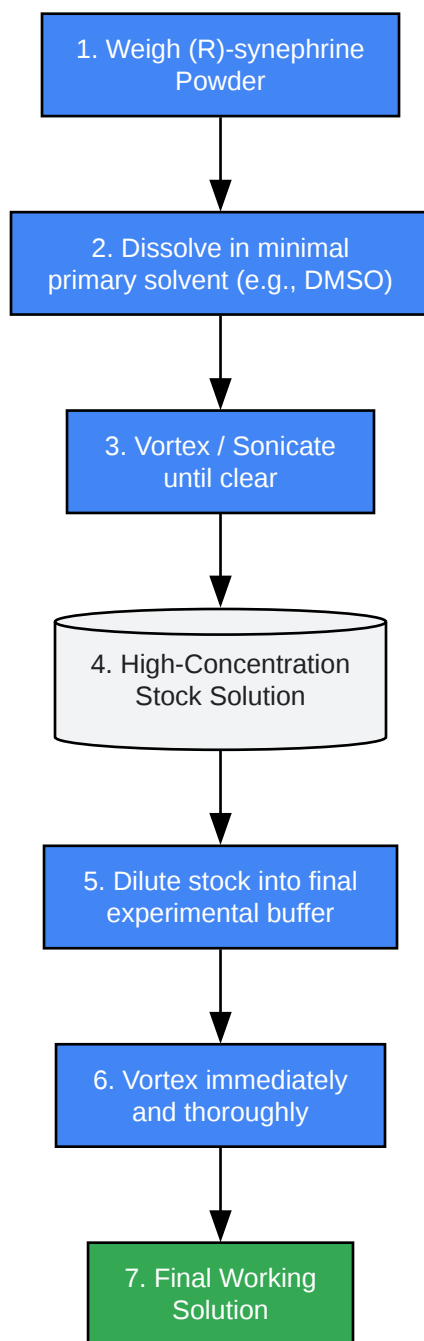 1. Weigh (R)-synephrine
Powder
2. Dissolve in minimal
primary solvent (e.g., DMSO)
3. Vortex / Sonicate
until clear
4. High-Concentration
Stock Solution
5. Dilute stock into final
experimental buffer
6. Vortex immediately
and thoroughly
7. Final Working
Solution